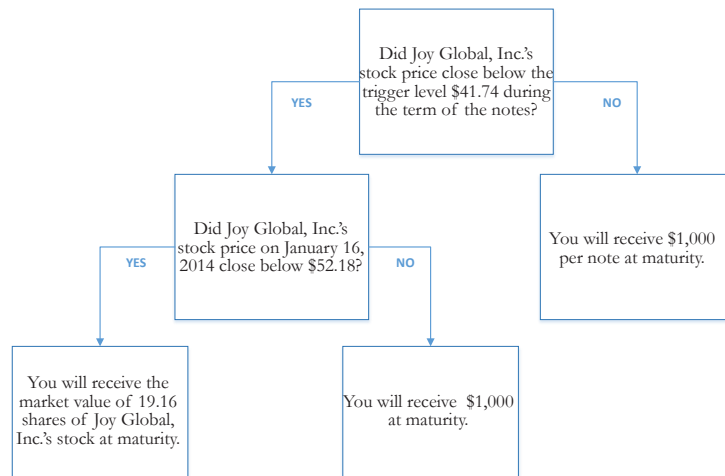 Did Joy Global, Inc.'s
stock price close below the
trigger level $41.74 during
the term of the notes?
YES
NO
Did Joy Global, Inc.'s
stock price on January 16,
2014 close below $52.18?
You will receive $1,000
per note at maturity.
YES
NO
You will receive the
market value of 19.16
shares of Joy Global,
Inc.'s stock at maturity.
You will receive $1,000
at maturity.